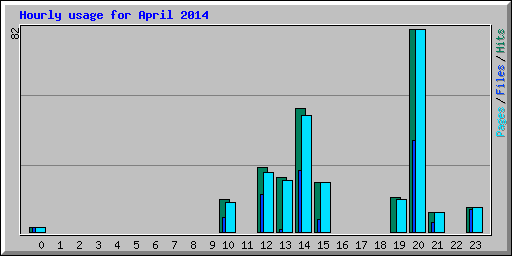 Hourly usage for April 2014
82
Pages/Files/Hits
0 1 2 3 4 5 6 7 8 9 10 11 12 13 14 15 16 17 18 19 20 21 22 23